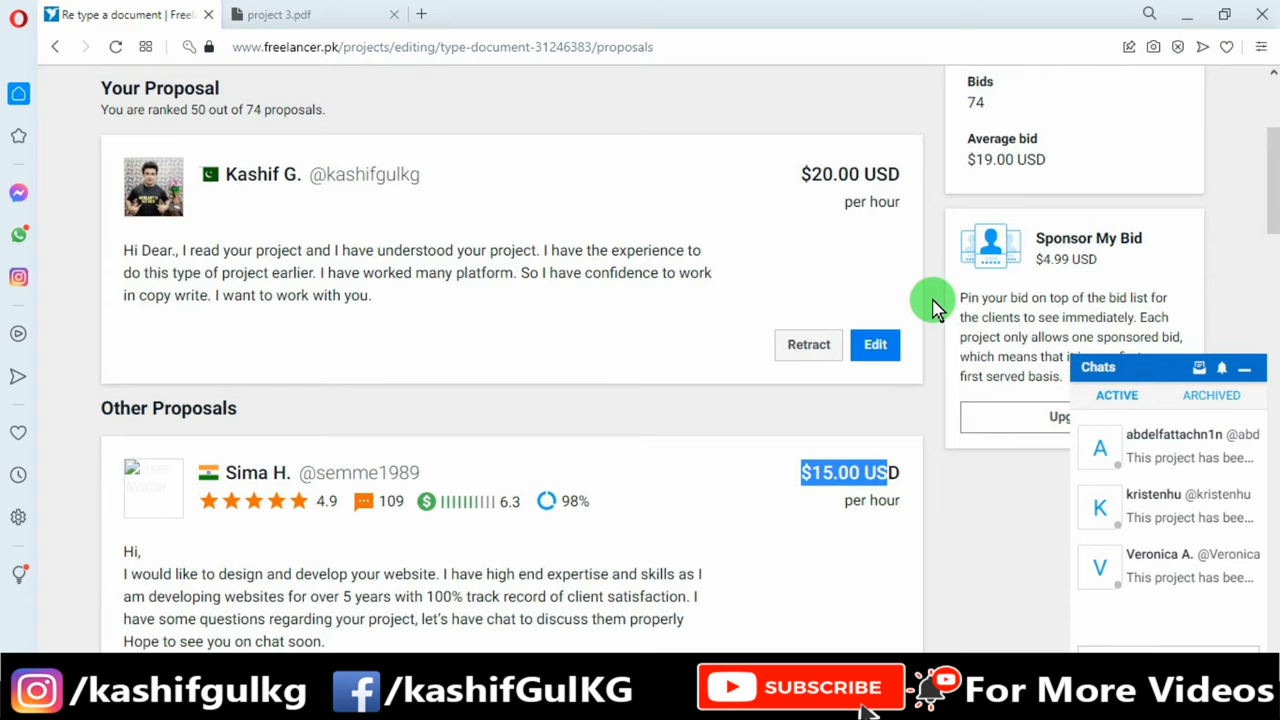 Re type a document | Free
project 3.pdf
www.freelancer.pk/projects/editing/type-document-31246383/proposals
Your Proposal
You are ranked 50 out of 74 proposals.
Kashif G. @kashifgulkg
$20.00 USD
per hour
Hi Dear., I read your project and I have understood your project. I have the experience to
do this type of project earlier. I have worked many platform. So I have confidence to work
in copy write. I want to work with you.
Retract
Edit
Other Proposals
Sima H. @semme1989
$15.00 USD
per hour
4.9
109
6.3
98%
Hi,
I would like to design and develop your website. I have high end expertise and skills as I
am developing websites for over 5 years with 100% track record of client satisfaction. I
have some questions regarding your project, let's have chat to discuss them properly
Hope to see you on chat soon.
Bids
74
Average bid
$19.00 USD
Sponsor My Bid
$4.99 USD
Pin your bid on top of the bid list for
the clients to see immediately. Each
project only allows one sponsored bid,
which means that
first served basis.
Upg
Chats
ACTIVE
ARCHIVED
A
abdelfattachn1n @abd
This project has bee...
K
kristenhu @kristenhu
This project has bee...
V
Veronica A. @Veronica
This project has bee...
/kashifgulkg
/kashifGulKG
SUBSCRIBE
For More Videos